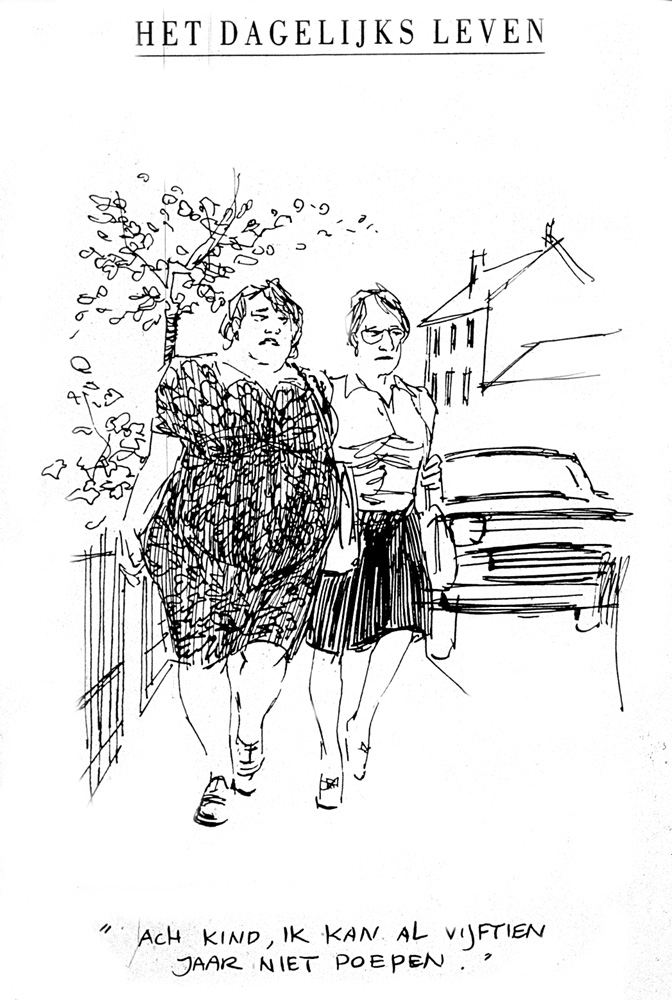 HET DAGELIJKS LEVEN
" ACH KIND, IK KAN AL VIJFTIEN
JAAR NIET POEPEN. "